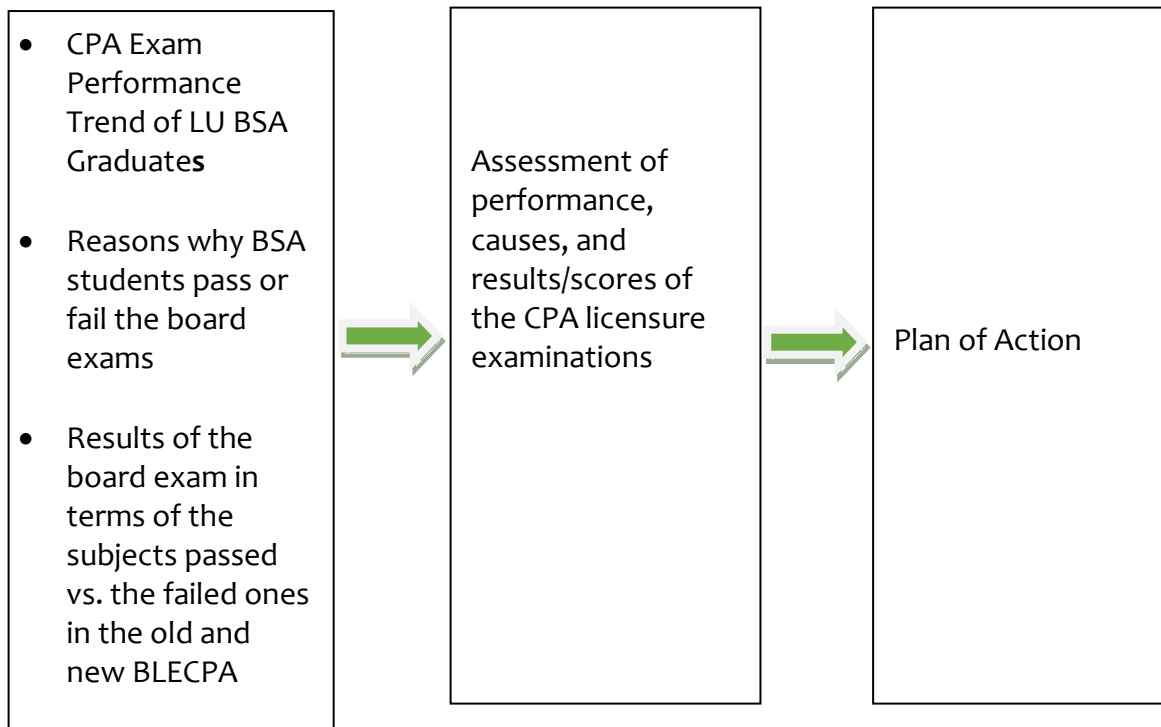 • CPA Exam
Performance
Trend of LU BSA
Graduates
• Reasons why BSA
students pass or
fail the board
exams
• Results of the
board exam in
terms of the
subjects passed
vs. the failed ones
in the old and
new BLECPA
Assessment of
performance,
causes, and
results/scores of
the CPA licensure
examinations
Plan of Action